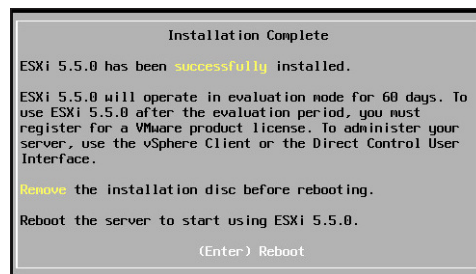 Installation Complete
ESXi 5.5.0 has been successfully installed.
ESXi 5.5.0 will operate in evaluation mode for 60 days. To
use ESXi 5.5.0 after the evaluation period, you must
register for a VMware product license. To administer your
server, use the vSphere Client or the Direct Control User
Interface.
Remove the installation disc before rebooting.
Reboot the server to start using ESXi 5.5.0.
(Enter) Reboot